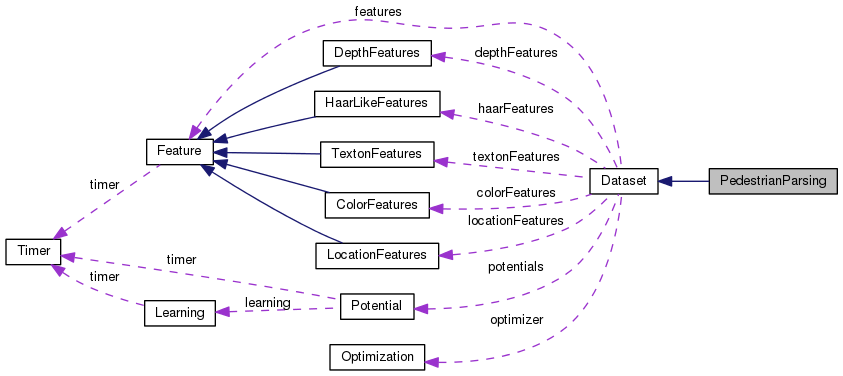 features
DepthFeatures
depthFeatures
HaarLikeFeatures
haarFeatures
Feature
TextonFeatures
textonFeatures
timer
Dataset
PedestrianParsing
colorFeatures
ColorFeatures
locationFeatures
Timer
LocationFeatures
timer
potentials
timer
learning
Potential
Learning
optimizer
Optimization